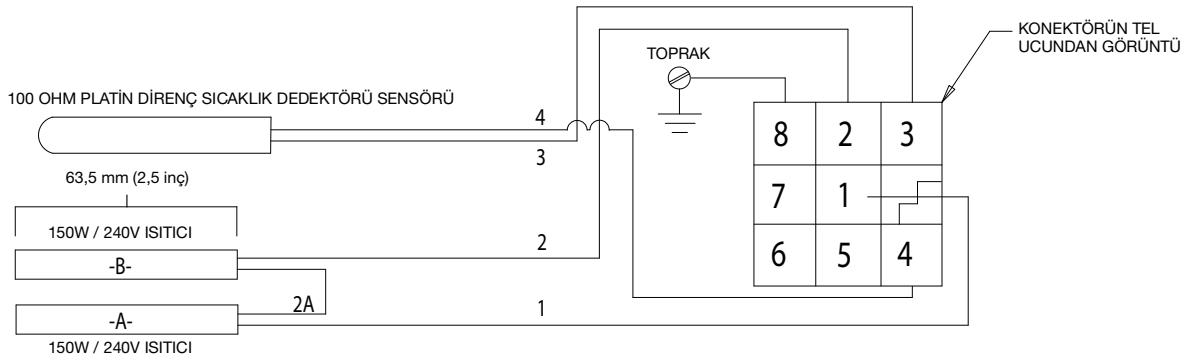 KONEKTÖRÜN TEL
UCUNDAN GÖRÜNTÜ
TOPRAK
100 OHM PLATİN DİRENÇ SICAKLIK DEDEKTÖRÜ SENSÖRÜ
4
3
8 2 3
7 1
6 5 4
63,5 mm (2,5 inç)
150W / 240V ISITICI
-B-
2
2A
-A-
1
150W / 240V ISITICI